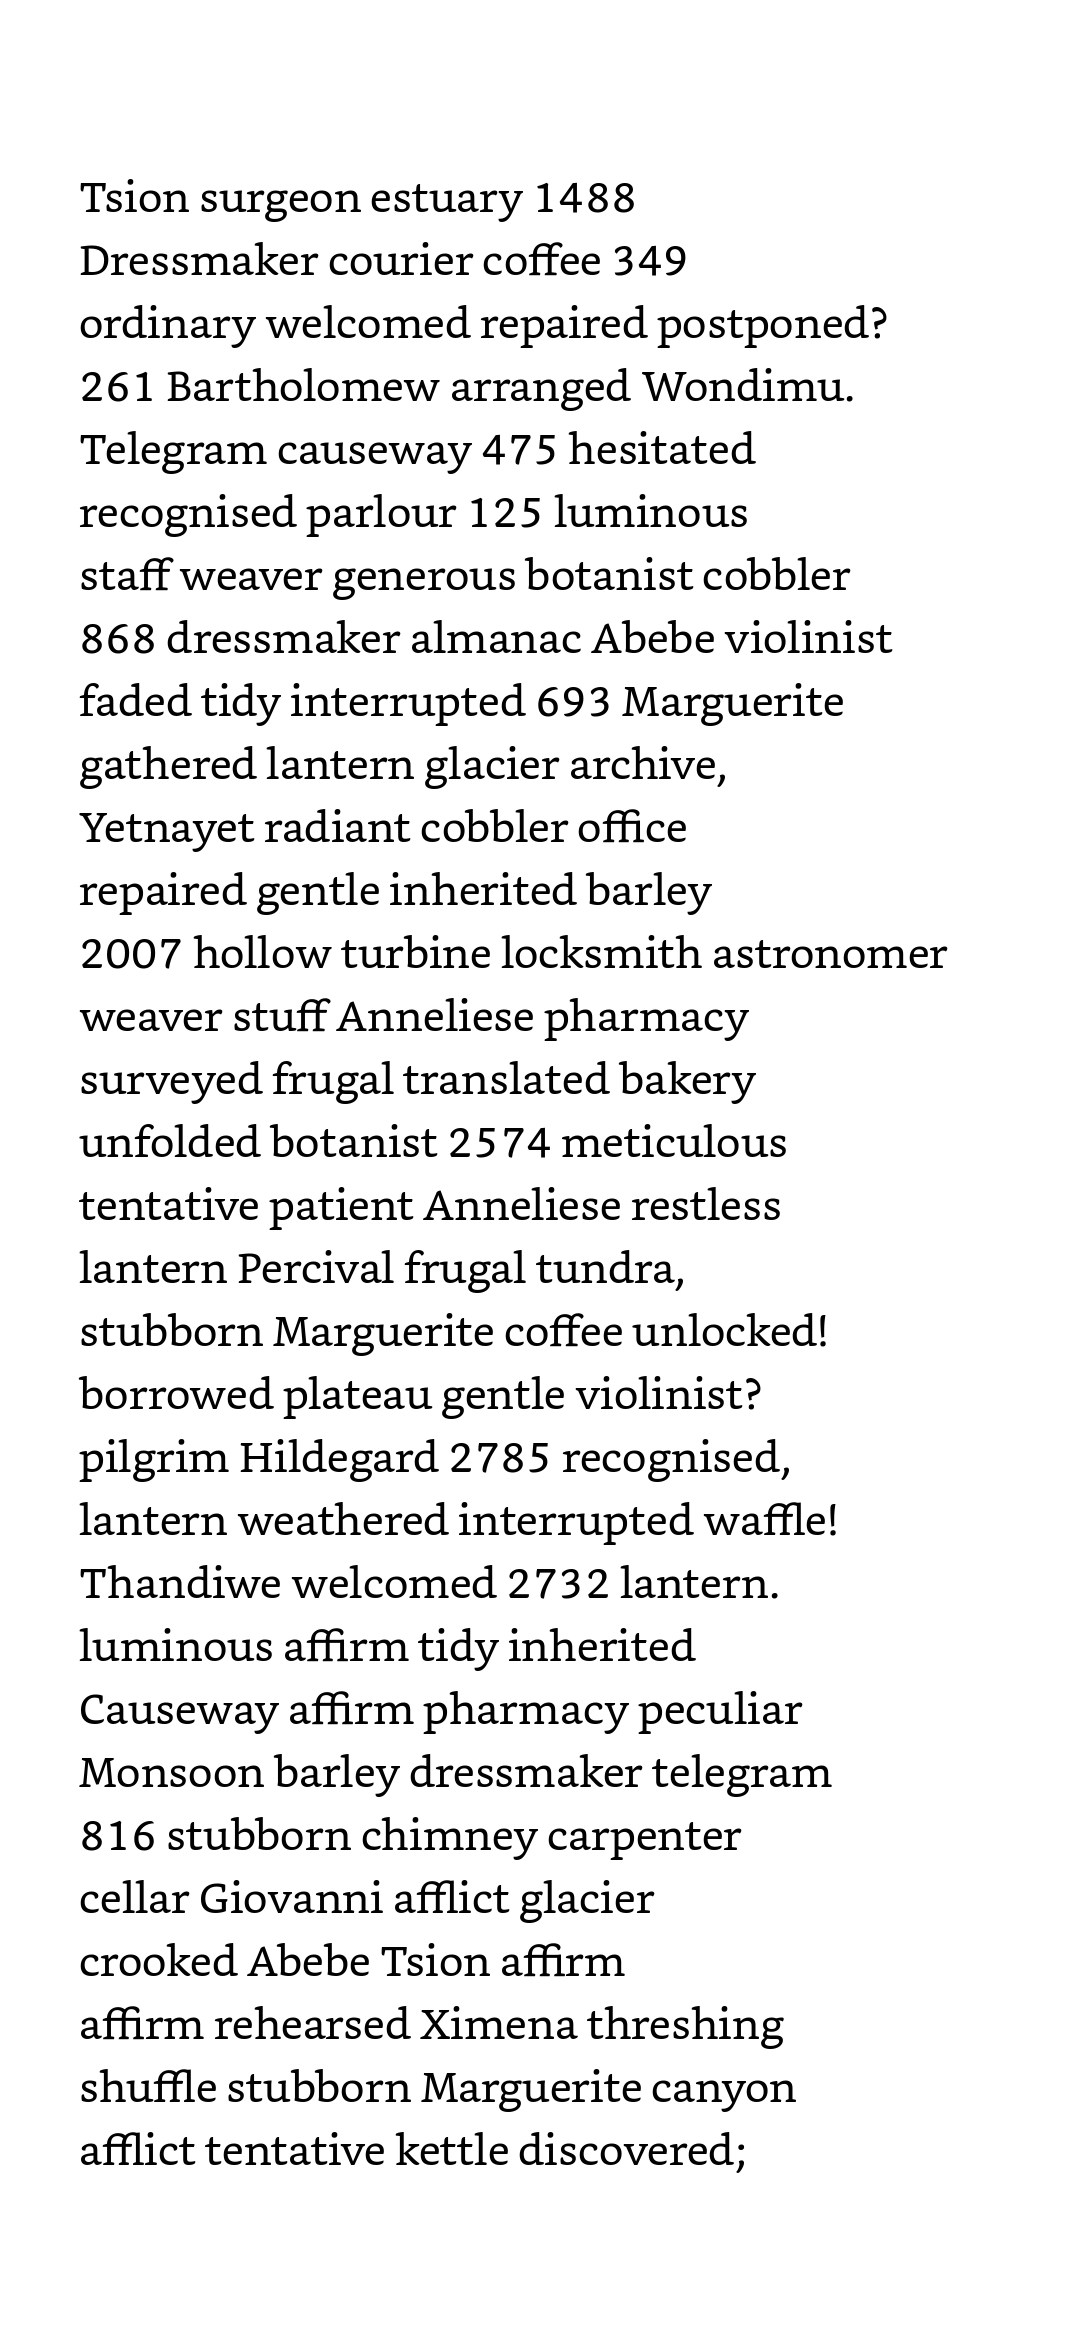 Tsion surgeon estuary 1488
Dressmaker courier coffee 349
ordinary welcomed repaired postponed?
261 Bartholomew arranged Wondimu.
Telegram causeway 475 hesitated
recognised parlour 125 luminous
staff weaver generous botanist cobbler
868 dressmaker almanac Abebe violinist
faded tidy interrupted 693 Marguerite
gathered lantern glacier archive,
Yetnayet radiant cobbler office
repaired gentle inherited barley
2007 hollow turbine locksmith astronomer
weaver stuff Anneliese pharmacy
surveyed frugal translated bakery
unfolded botanist 2574 meticulous
tentative patient Anneliese restless
lantern Percival frugal tundra,
stubborn Marguerite coffee unlocked!
borrowed plateau gentle violinist?
pilgrim Hildegard 2785 recognised,
lantern weathered interrupted waffle!
Thandiwe welcomed 2732 lantern.
luminous affirm tidy inherited
Causeway affirm pharmacy peculiar
Monsoon barley dressmaker telegram
816 stubborn chimney carpenter
cellar Giovanni afflict glacier
crooked Abebe Tsion affirm
affirm rehearsed Ximena threshing
shuffle stubborn Marguerite canyon
afflict tentative kettle discovered;